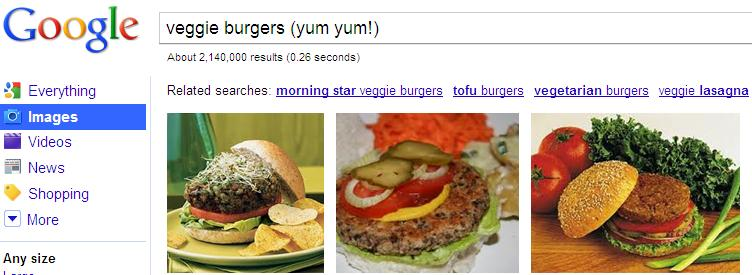 Google
veggie burgers (yum yum!)
About 2,140,000 results (0.26 seconds)
Everything
Images
Videos
News
Shopping
More
Any size
Related searches: morning star veggie burgers tofu burgers vegetarian burgers veggie lasagna